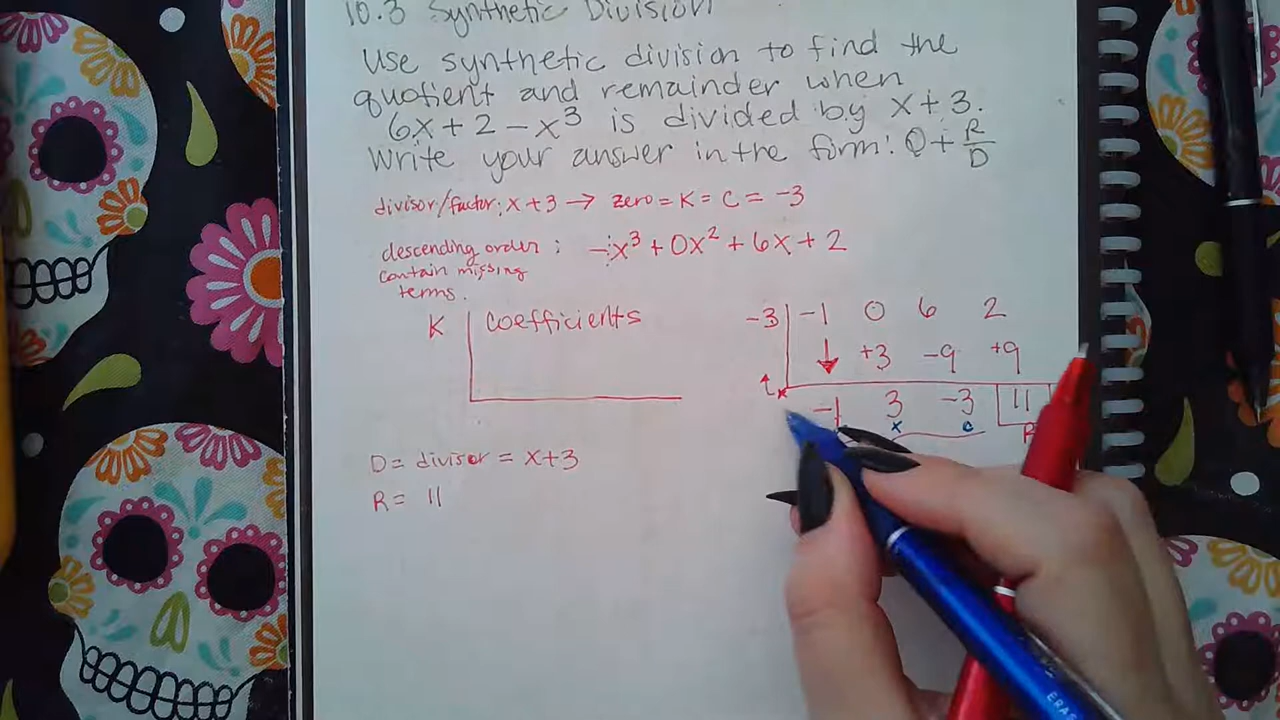 10.3 Synthetic Division
Use synthetic division to find the
quotient and remainder when
6x+2-x³ is divided by x+3.
Write your answer in the form: Q+R/D
divisor/factor: x+3 → zero = K = C = -3
descending order: -x³ + 0x² + 6x + 2
contain missing
terms.
K | coefficients
-3 | -1 0 6 2
↓ +3 -9 +9
-1 3 -3 11
x c R
D = divisor = x+3
R = 11
ERAS